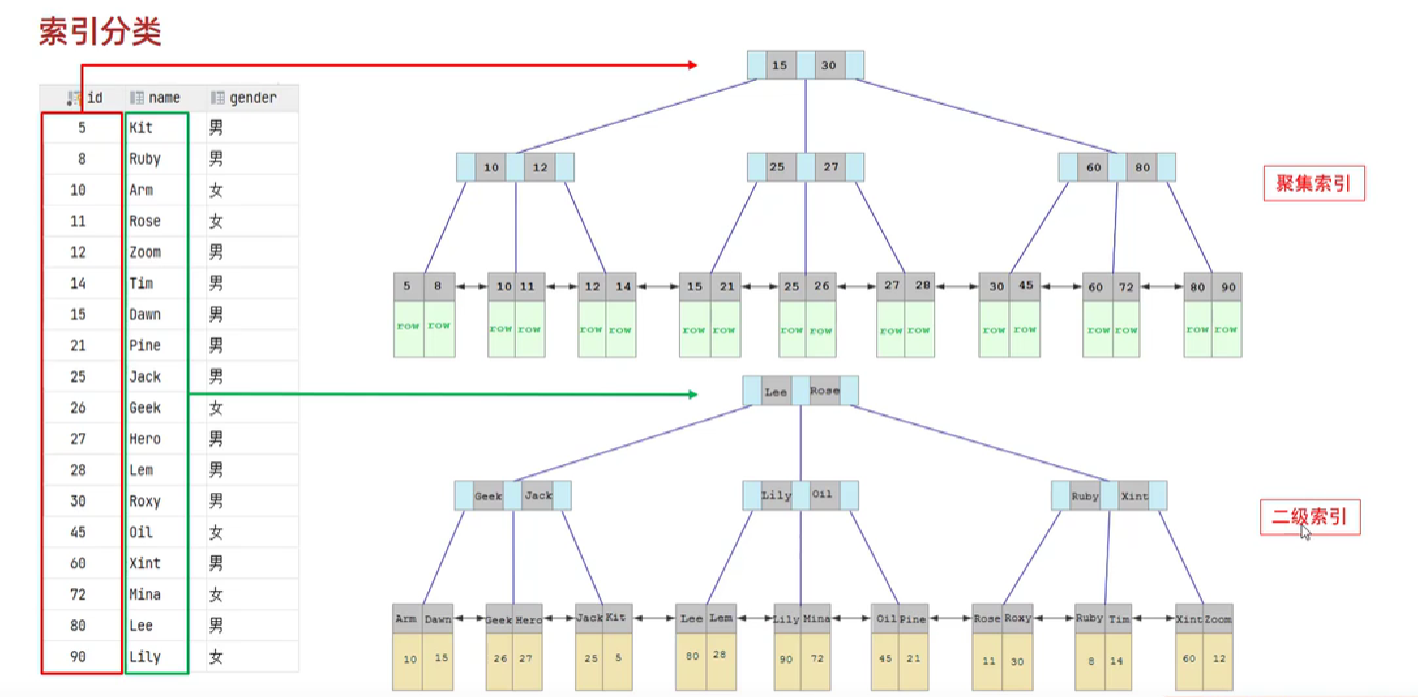 索引分类
id name gender
5 Kit 男
8 Ruby 男
10 Arm 女
11 Rose 女
12 Zoom 男
14 Tim 男
15 Dawn 男
21 Pine 男
25 Jack 男
26 Geek 女
27 Hero 男
28 Lem 男
30 Roxy 男
45 Oil 女
60 Xint 男
72 Mina 女
80 Lee 男
90 Lily 女
15 30
10 12 25 27 60 80
聚集索引
5 8 10 11 12 14 15 21 25 26 27 28 30 45 60 72 80 90
row row row row row row row row row row row row row row row row row row
Lee Rose
Geek Jack Lily Oil Ruby Xint
二级索引
Arm Dawn Geek Hero Jack Kit Lee Lem Lily Mina Oil Pine Rose Roxy Ruby Tim Xint Zoom
10 15 26 27 25 5 80 28 90 72 45 21 11 30 8 14 60 12